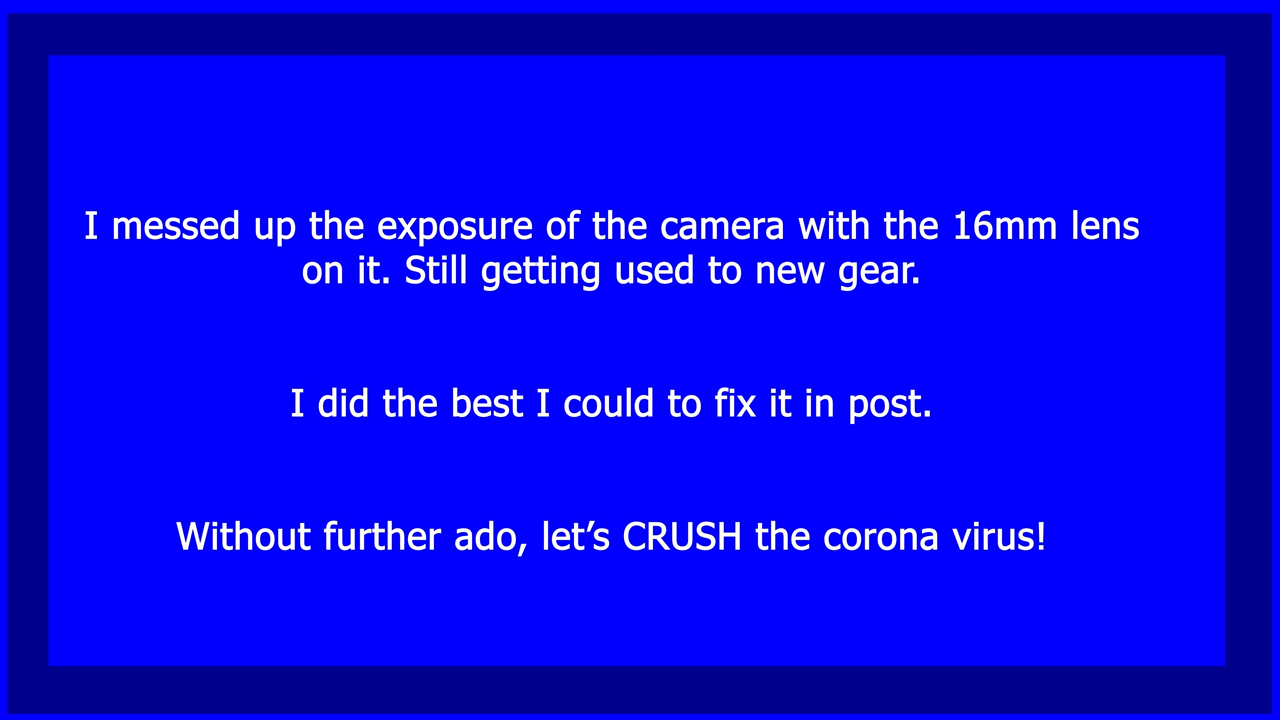 I messed up the exposure of the camera with the 16mm lens
on it. Still getting used to new gear.
I did the best I could to fix it in post.
Without further ado, let’s CRUSH the corona virus!